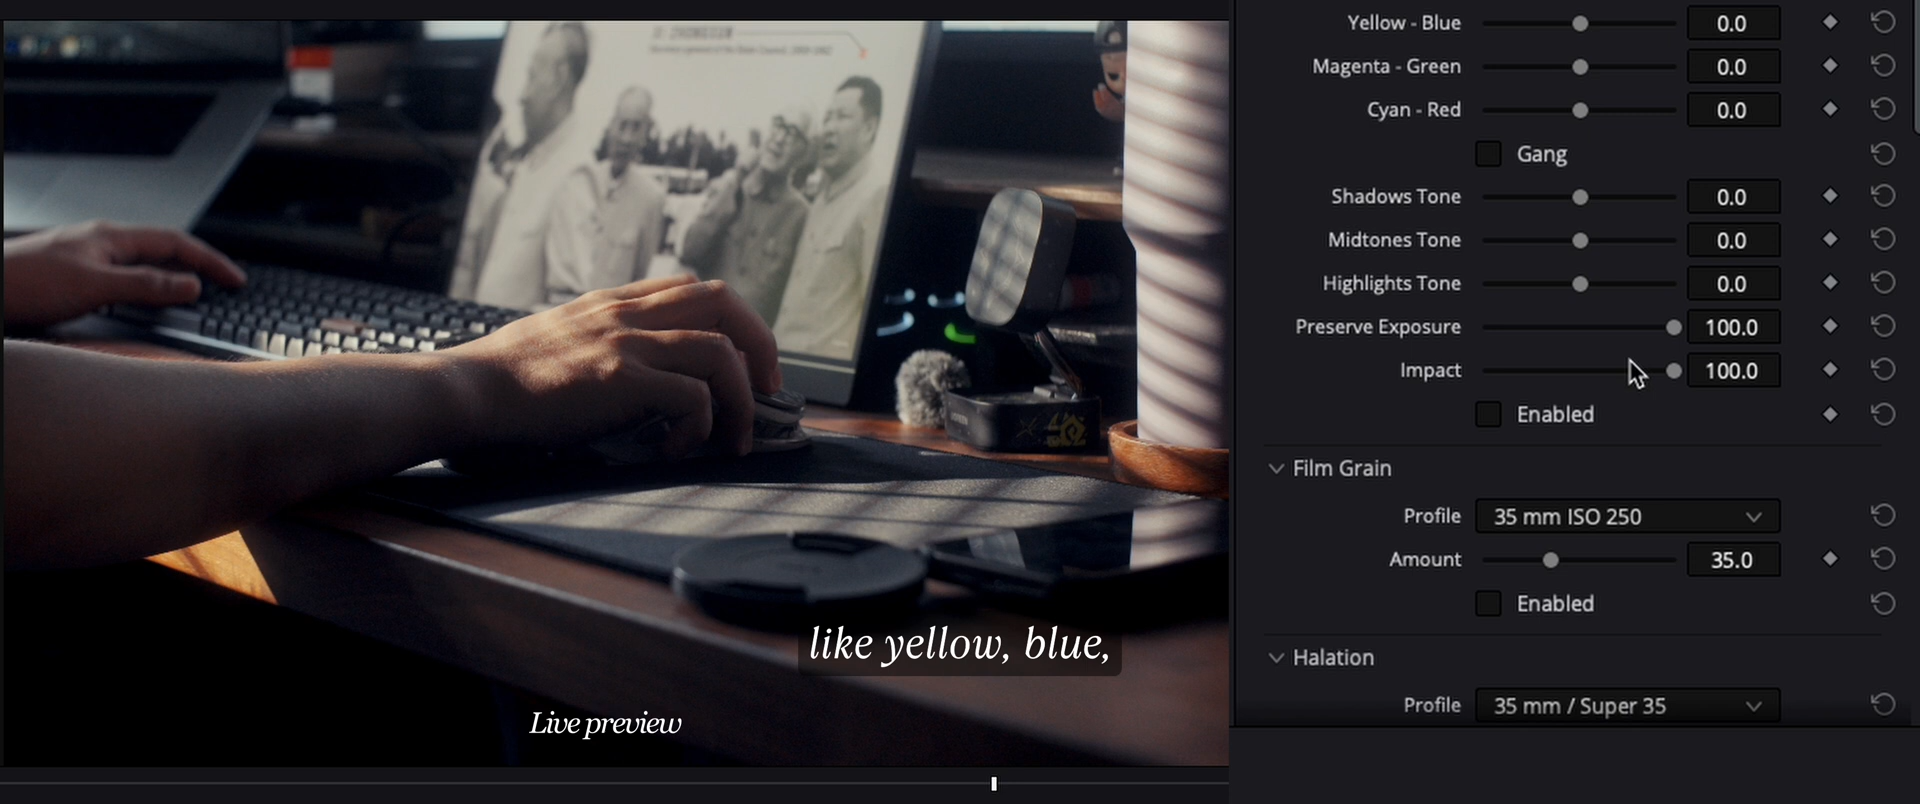 Yellow - Blue 0.0
Magenta - Green 0.0
Cyan - Red 0.0
Gang
Shadows Tone 0.0
Midtones Tone 0.0
Highlights Tone 0.0
Preserve Exposure 100.0
Impact 100.0
Enabled
Film Grain
Profile 35 mm ISO 250
Amount 35.0
Enabled
Halation
Profile 35 mm / Super 35
like yellow, blue,
Live preview